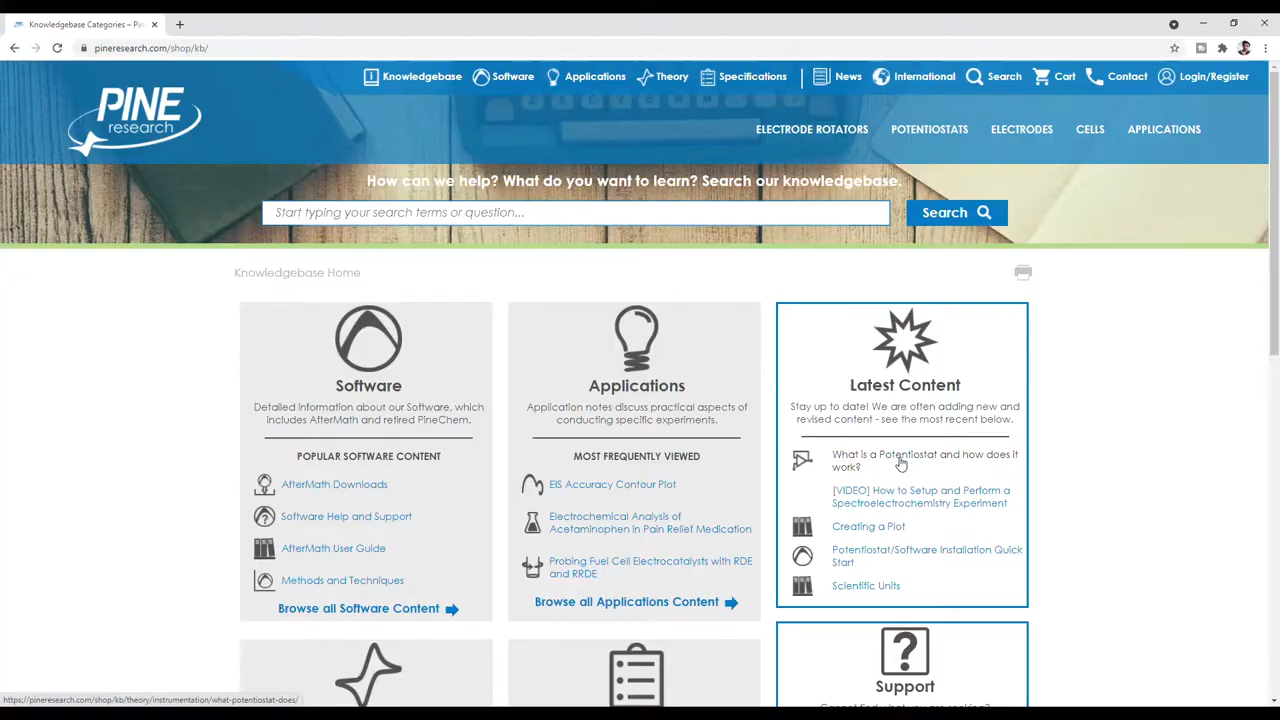 Knowledgebase Categories – Pin
pineresearch.com/shop/kb/
Knowledgebase Software Applications Theory Specifications News International Search Cart Contact Login/Register
PINE
research
ELECTRODE ROTATORS POTENTIOSTATS ELECTRODES CELLS APPLICATIONS
How can we help? What do you want to learn? Search our knowledgebase.
Start typing your search terms or question...
Search
Knowledgebase Home
Software
Detailed information about our Software, which
includes AfterMath and retired PineChem.
POPULAR SOFTWARE CONTENT
AfterMath Downloads
Software Help and Support
AfterMath User Guide
Methods and Techniques
Browse all Software Content
Applications
Application notes discuss practical aspects of
conducting specific experiments.
MOST FREQUENTLY VIEWED
EIS Accuracy Contour Plot
Electrochemical Analysis of
Acetaminophen in Pain Relief Medication
Probing Fuel Cell Electrocatalysts with RDE
and RRDE
Browse all Applications Content
Latest Content
Stay up to date! We are often adding new and
revised content - see the most recent below.
What is a Potentiostat and how does it
work?
[VIDEO] How to Setup and Perform a
Spectroelectrochemistry Experiment
Creating a Plot
Potentiostat/Software Installation Quick
Start
Scientific Units
?
Support
https://pineresearch.com/shop/kb/theory/instrumentation/what-potentiostat-does/